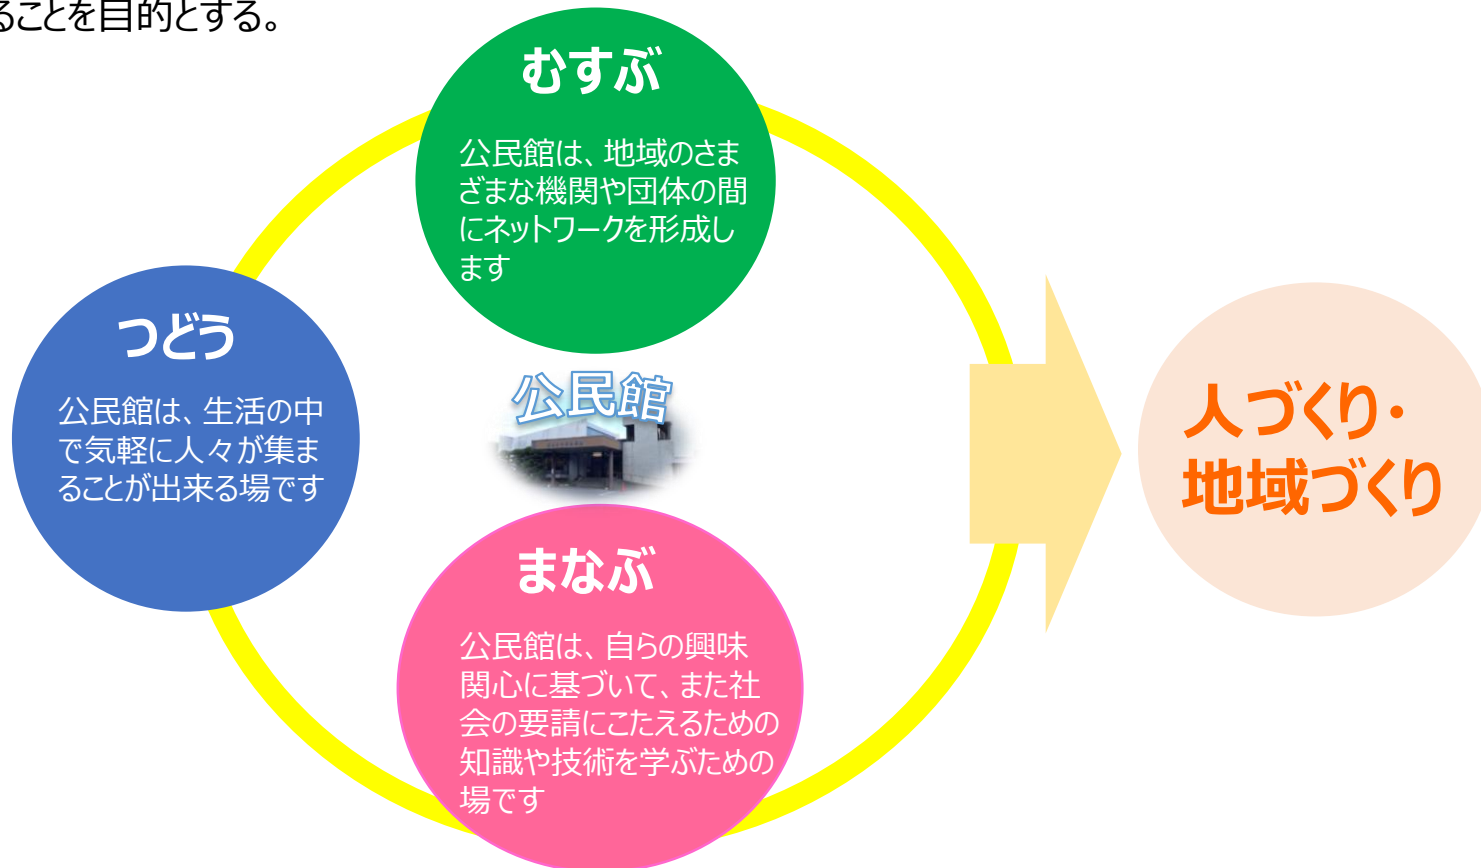 ることを目的とする。
むすぶ
公民館は、地域のさま
ざまな機関や団体の間
にネットワークを形成し
ます
つどう
公民館は、生活の中
で気軽に人々が集ま
ることが出来る場です
公民館
まなぶ
公民館は、自らの興味
関心に基づいて、また社
会の要請にこたえるための
知識や技術を学ぶための
場です
人づくり・
地域づくり